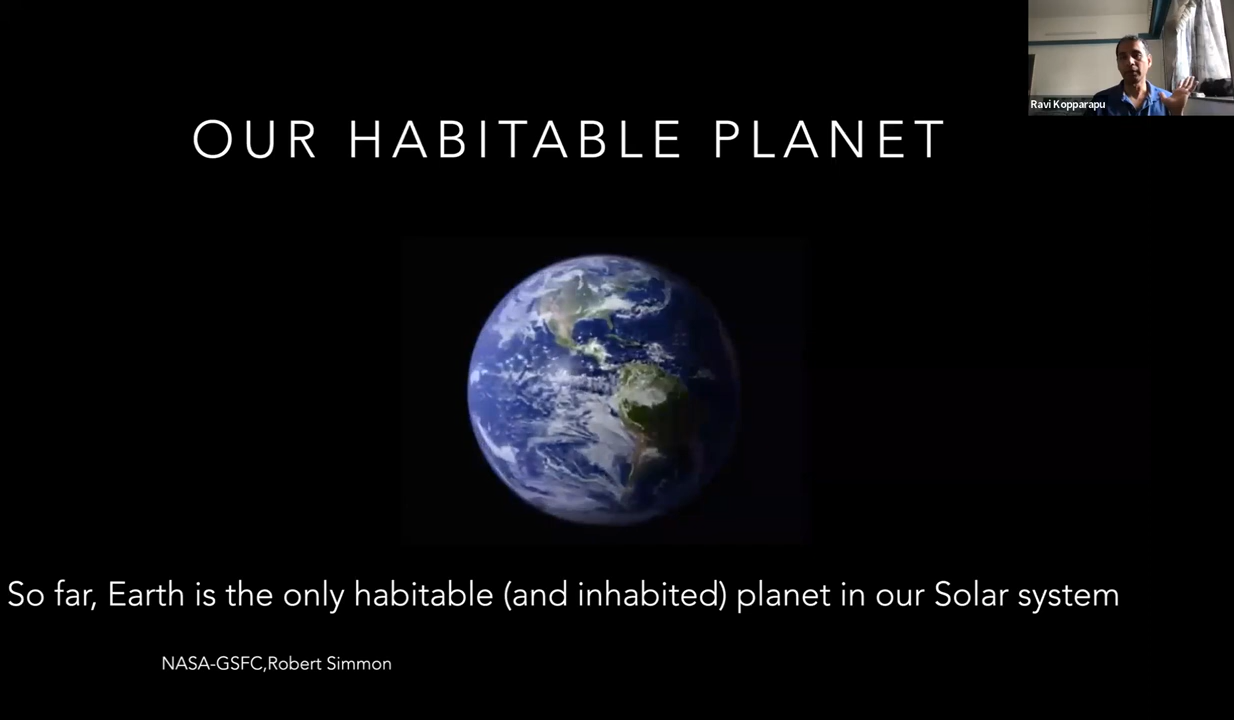 Ravi Kopparapu
OUR HABITABLE PLANET
So far, Earth is the only habitable (and inhabited) planet in our Solar system
NASA-GSFC,Robert Simmon